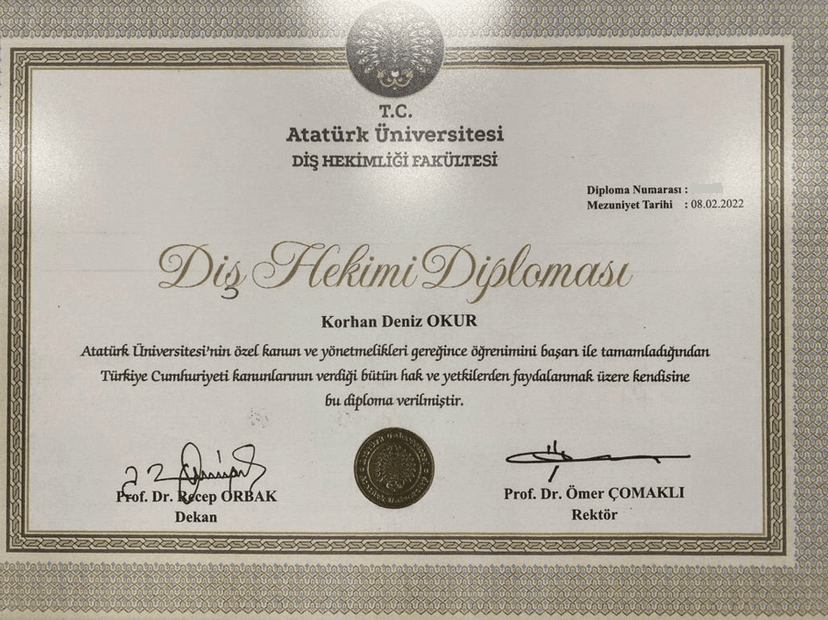 T.C.
Atatürk Üniversitesi
DİŞ HEKİMLİĞİ FAKÜLTESİ
Diploma Numarası :
Mezuniyet Tarihi : 08.02.2022
Diş Hekimi Diploması
Korhan Deniz OKUR
Atatürk Üniversitesi'nin özel kanun ve yönetmelikleri gereğince öğrenimini başarı ile tamamladığından
Türkiye Cumhuriyeti kanunlarının verdiği bütün hak ve yetkilerden faydalanmak üzere kendisine
bu diploma verilmiştir.
Prof. Dr. Recep ORBAK
Dekan
Prof. Dr. Ömer ÇOMAKLI
Rektör